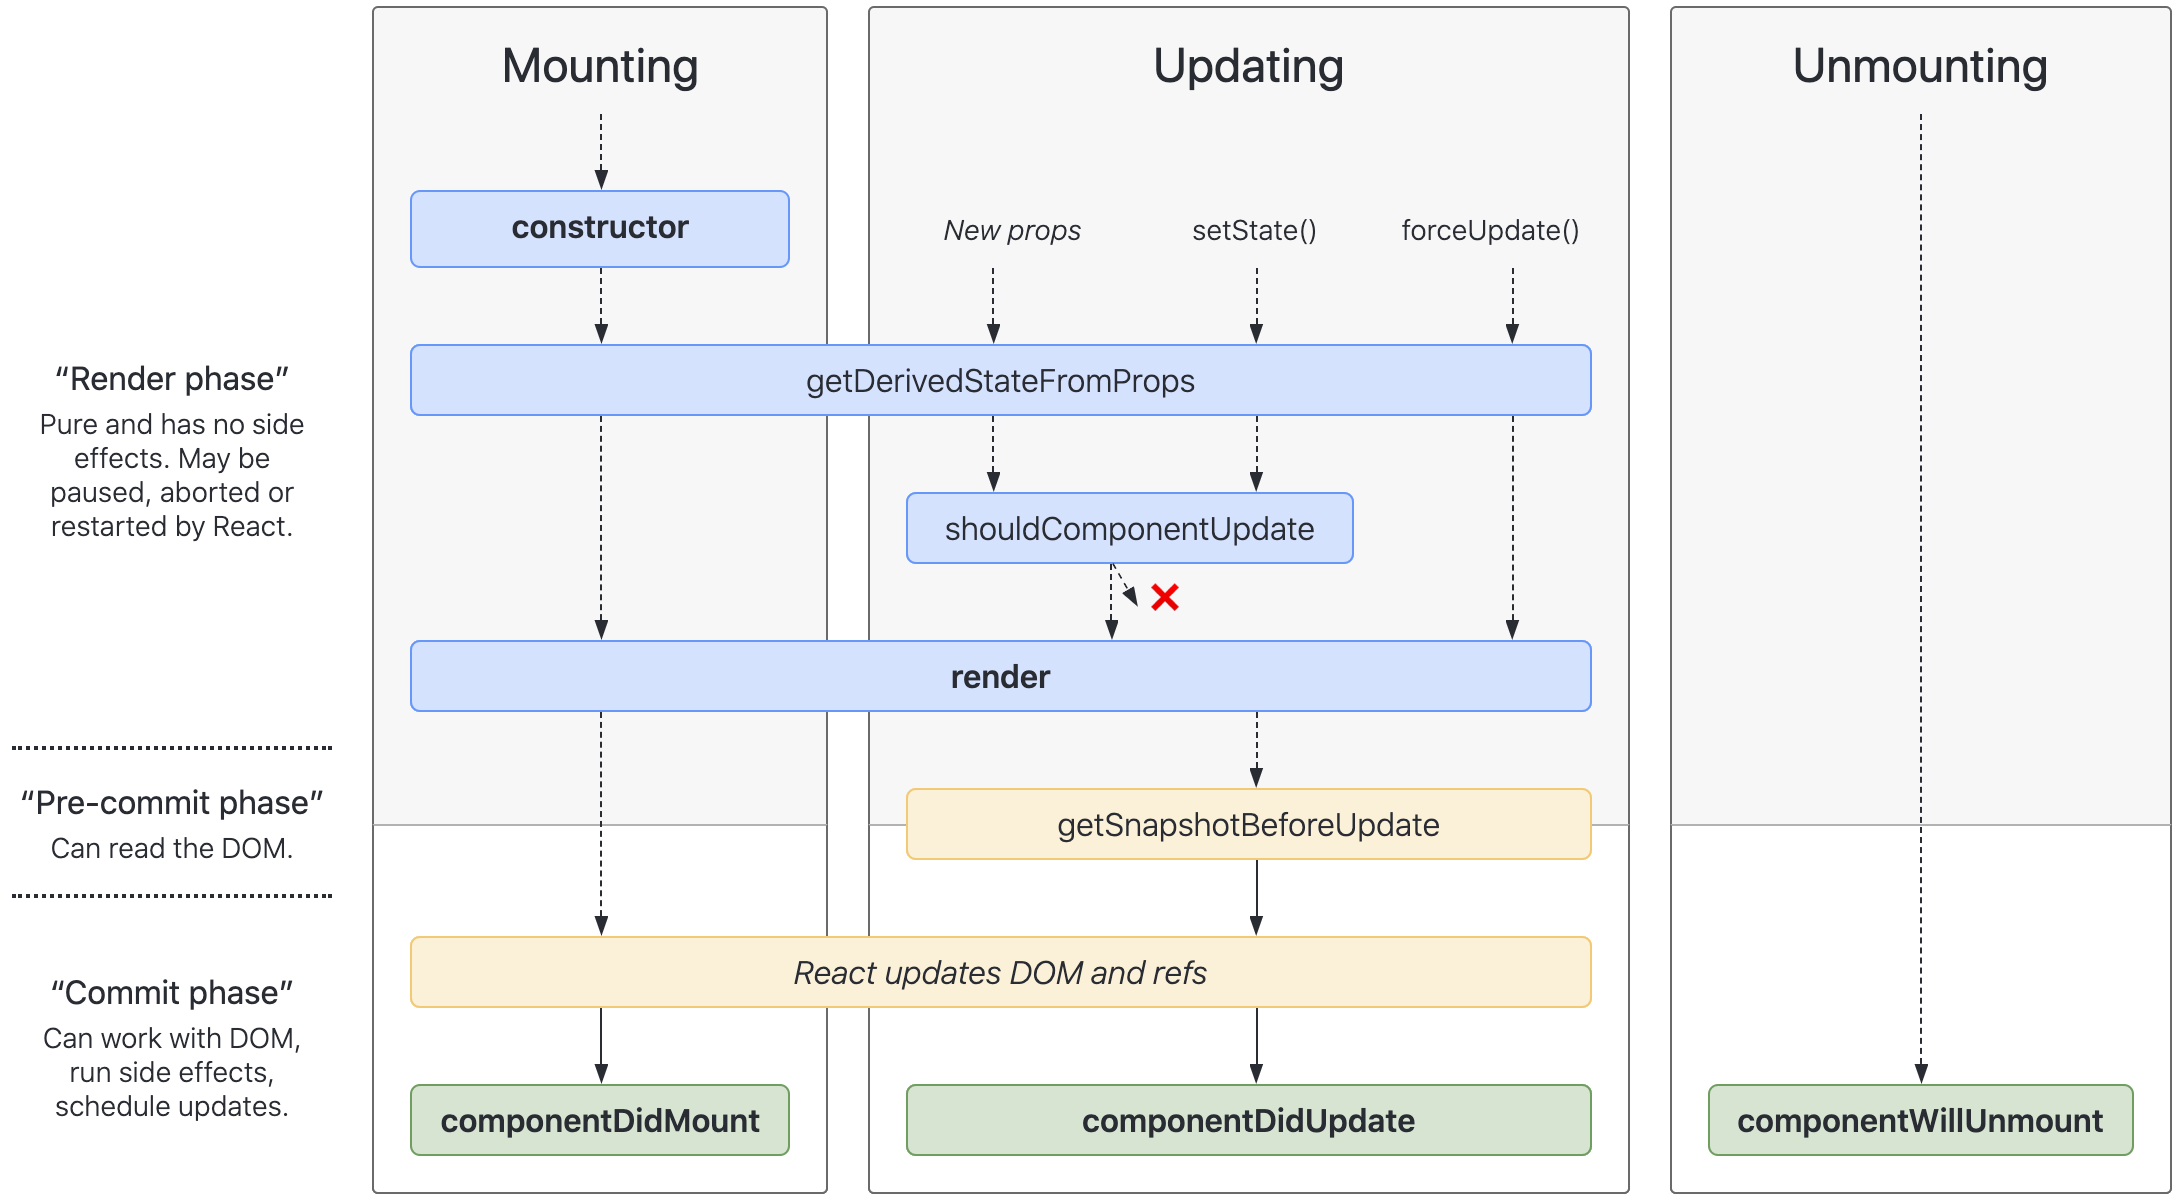 Mounting
Updating
Unmounting
constructor
New props
setState()
forceUpdate()
“Render phase”
Pure and has no side
effects. May be
paused, aborted or
restarted by React.
getDerivedStateFromProps
shouldComponentUpdate
render
“Pre-commit phase”
Can read the DOM.
getSnapshotBeforeUpdate
“Commit phase”
Can work with DOM,
run side effects,
schedule updates.
React updates DOM and refs
componentDidMount
componentDidUpdate
componentWillUnmount